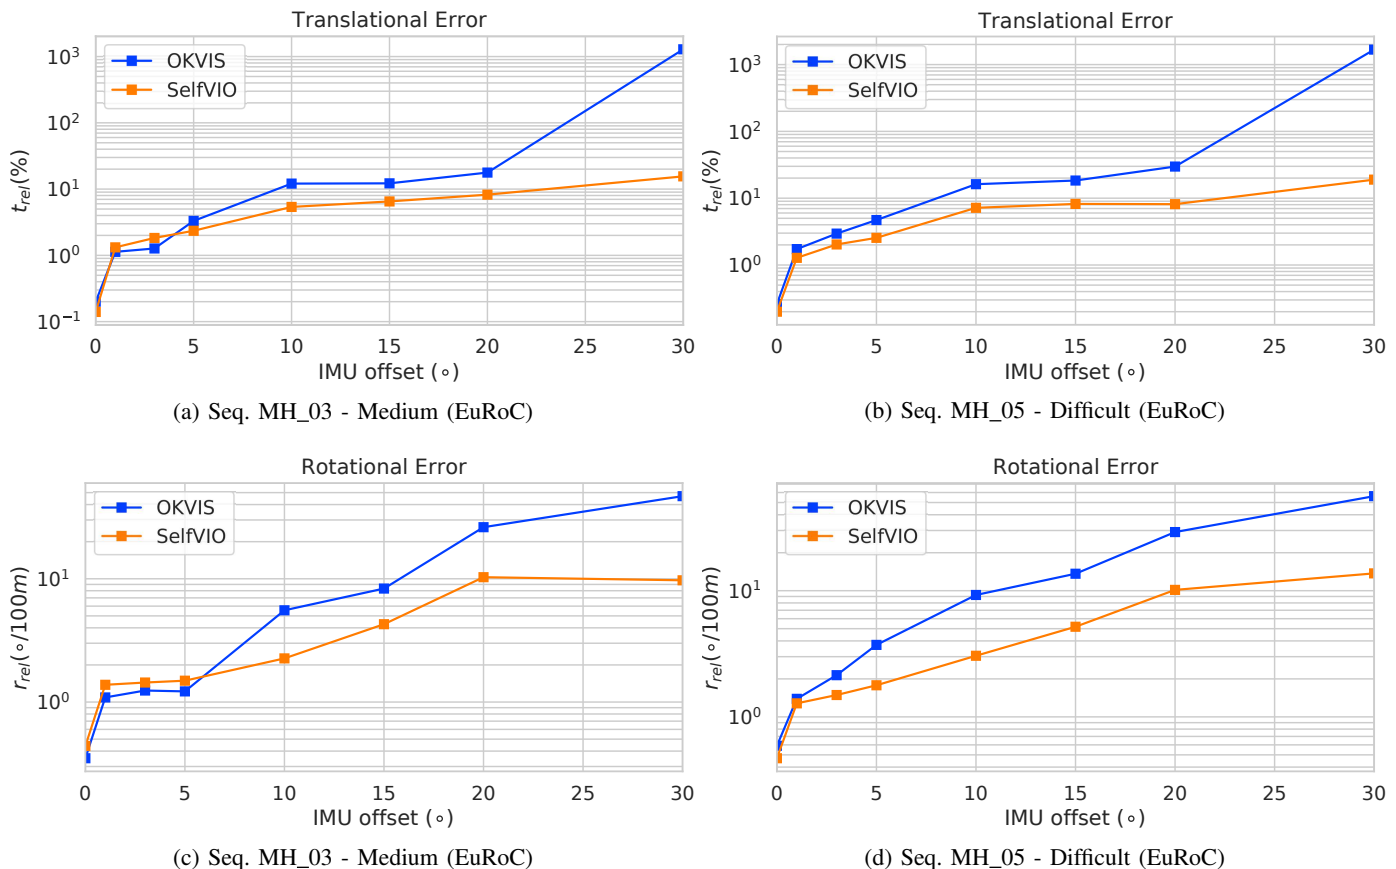 Translational Error
10³
10²
10¹
10⁰
10⁻¹
t_rel(%)
OKVIS
SelfVIO
0 5 10 15 20 25 30
IMU offset (∘)
(a) Seq. MH_03 - Medium (EuRoC)
Translational Error
10³
10²
10¹
10⁰
t_rel(%)
OKVIS
SelfVIO
0 5 10 15 20 25 30
IMU offset (∘)
(b) Seq. MH_05 - Difficult (EuRoC)
Rotational Error
10¹
10⁰
r_rel(∘/100m)
OKVIS
SelfVIO
0 5 10 15 20 25 30
IMU offset (∘)
(c) Seq. MH_03 - Medium (EuRoC)
Rotational Error
10¹
10⁰
r_rel(∘/100m)
OKVIS
SelfVIO
0 5 10 15 20 25 30
IMU offset (∘)
(d) Seq. MH_05 - Difficult (EuRoC)